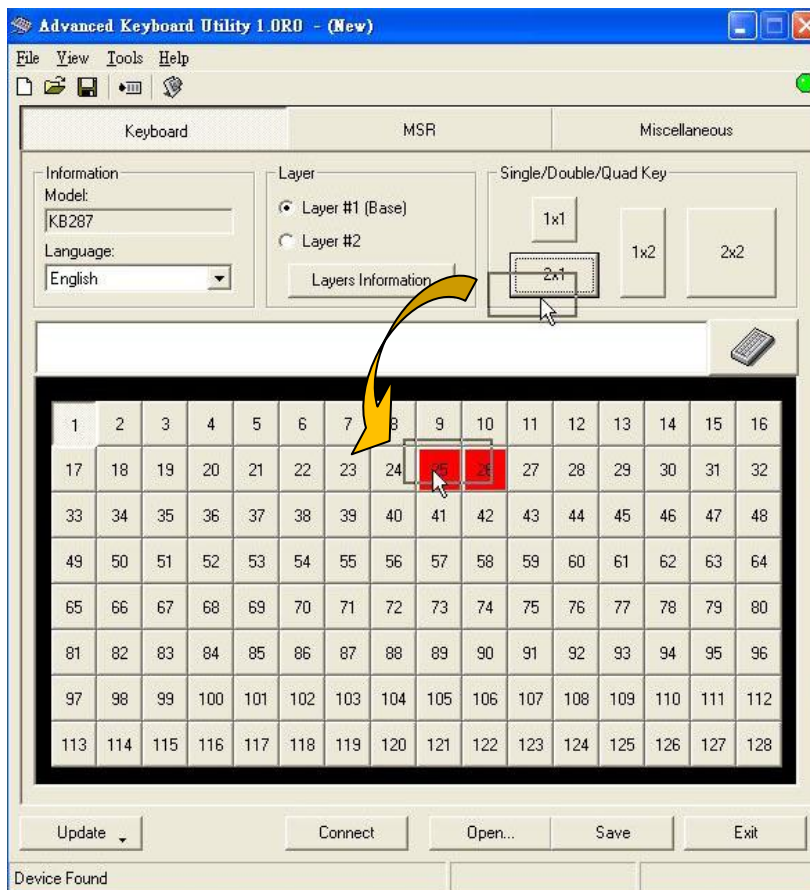 Advanced Keyboard Utility 1.0R0 - (New)
File View Tools Help
Keyboard MSR Miscellaneous
Information Layer Single/Double/Quad Key
Model:
KB287
Language:
English
Layer #1 (Base)
Layer #2
Layers Information
1x1
2x1
1x2
2x2
1 2 3 4 5 6 7 8 9 10 11 12 13 14 15 16
17 18 19 20 21 22 23 24 25 26 27 28 29 30 31 32
33 34 35 36 37 38 39 40 41 42 43 44 45 46 47 48
49 50 51 52 53 54 55 56 57 58 59 60 61 62 63 64
65 66 67 68 69 70 71 72 73 74 75 76 77 78 79 80
81 82 83 84 85 86 87 88 89 90 91 92 93 94 95 96
97 98 99 100 101 102 103 104 105 106 107 108 109 110 111 112
113 114 115 116 117 118 119 120 121 122 123 124 125 126 127 128
Update Connect Open... Save Exit
Device Found